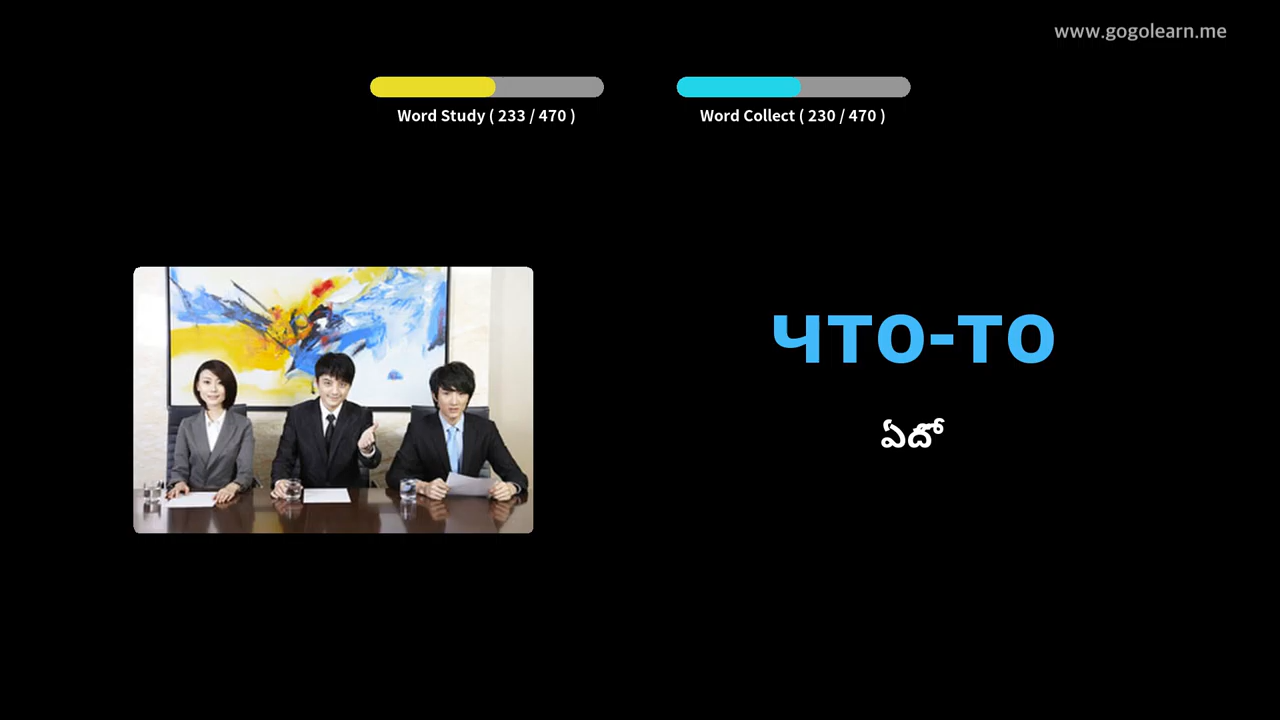 www.gogolearn.me
Word Study ( 233 / 470 )
Word Collect ( 230 / 470 )
что-то
ఏదో